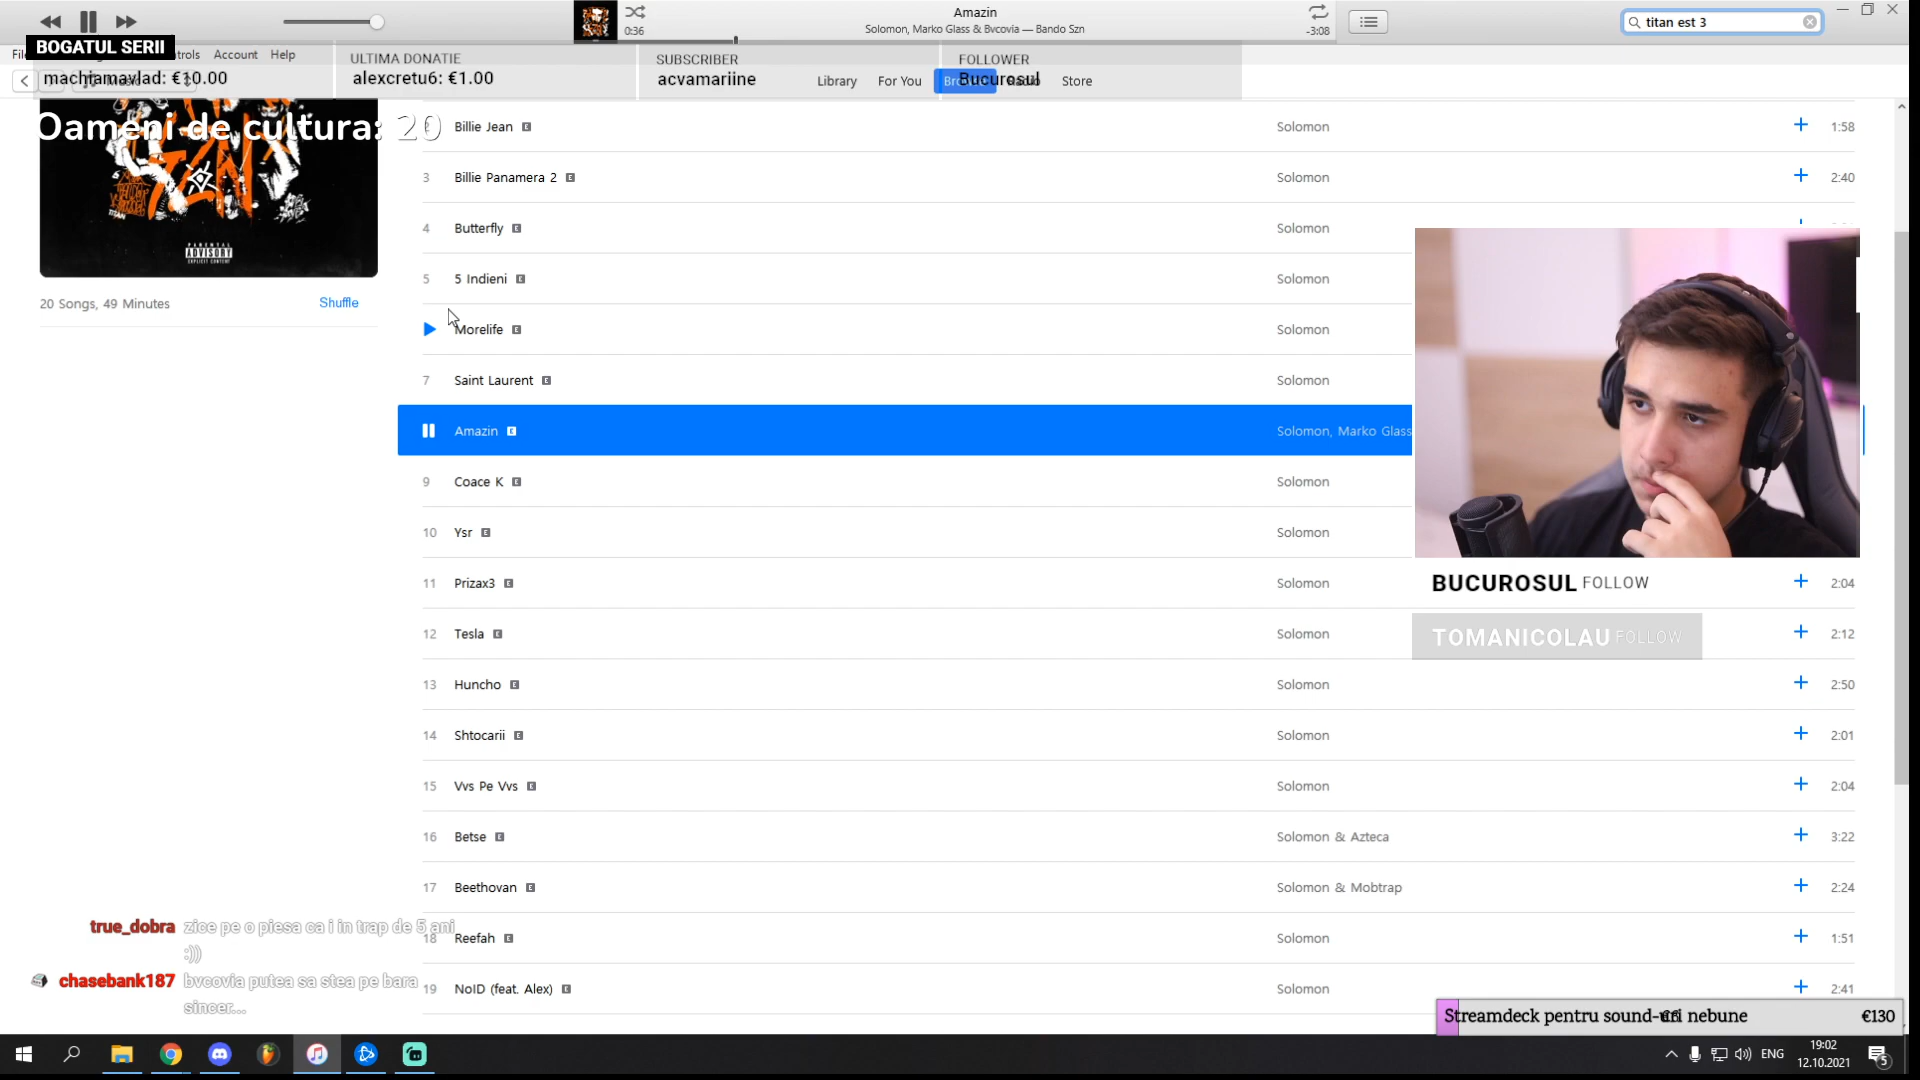 Amazin
0:36
Solomon, Marko Glass & Bvcovia — Bando Szn
-3:08
titan est 3
BOGATUL SERII
Account Help
ULTIMA DONATIE
SUBSCRIBER
FOLLOWER
machiamavlad: €10.00
alexcretu6: €1.00
acvamariine
Library For You Radio Store
Bucurosul
Oameni de cultura: 20
Billie Jean E Solomon + 1:58
3 Billie Panamera 2 E Solomon + 2:40
4 Butterfly E Solomon
PARENTAL
ADVISORY
EXPLICIT CONTENT
5 5 Indieni E Solomon
20 Songs, 49 Minutes Shuffle
Morelife E Solomon
7 Saint Laurent E Solomon
Amazin E Solomon, Marko Glass
9 Coace K E Solomon
10 Ysr E Solomon
11 Prizax3 E Solomon + 2:04
BUCUROSUL FOLLOW
12 Tesla E Solomon + 2:12
TOMANICOLAU FOLLOW
13 Huncho E Solomon + 2:50
14 Shtocarii E Solomon + 2:01
15 Vvs Pe Vvs E Solomon + 2:04
16 Betse E Solomon & Azteca + 3:22
17 Beethovan E Solomon & Mobtrap + 2:24
true_dobra zice pe o piesa ca i in trap de 5 ani
:))
18 Reefah E Solomon + 1:51
chasebank187 bvcovia putea sa stea pe bara
sincer...
19 NoID (feat. Alex) E Solomon + 2:41
Streamdeck pentru sound-uri nebune €130
ENG
19:02
12.10.2021
5